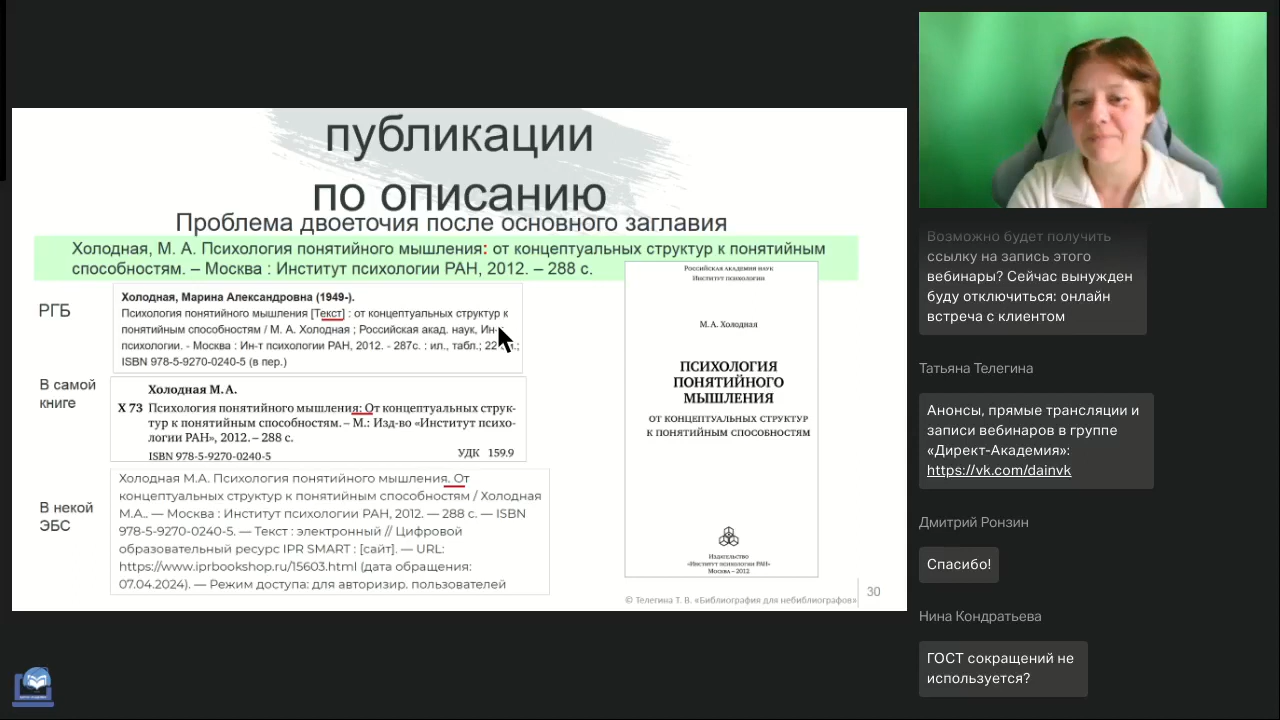 публикации
по описанию
Проблема двоеточия после основного заглавия
Холодная, М. А. Психология понятийного мышления: от концептуальных структур к понятийным
способностям. – Москва : Институт психологии РАН, 2012. – 288 с.
РГБ
Холодная, Марина Александровна (1949-).
Психология понятийного мышления [Текст] : от концептуальных структур к
понятийным способностям / М. А. Холодная ; Российская акад. наук, Ин-
психологии. - Москва : Ин-т психологии РАН, 2012. - 287с. : ил., табл.; 22
ISBN 978-5-9270-0240-5 (в пер.)
В самой
книге
Холодная М. А.
Х 73 Психология понятийного мышления: От концептуальных струк-
тур к понятийным способностям. – М.: Изд-во «Институт психо-
логии РАН», 2012. – 288 с.
ISBN 978-5-9270-0240-5
УДК 159.9
В некой
ЭБС
Холодная М.А. Психология понятийного мышления. От
концептуальных структур к понятийным способностям / Холодная
М.А.. — Москва : Институт психологии РАН, 2012. — 288 c. — ISBN
978-5-9270-0240-5. — Текст : электронный // Цифровой
образовательный ресурс IPR SMART : [сайт]. — URL:
https://www.iprbookshop.ru/15603.html (дата обращения:
07.04.2024). — Режим доступа: для авторизир. пользователей
Российская академия наук
Институт психологии
М. А. Холодная
ПСИХОЛОГИЯ
ПОНЯТИЙНОГО
МЫШЛЕНИЯ
ОТ КОНЦЕПТУАЛЬНЫХ СТРУКТУР
К ПОНЯТИЙНЫМ СПОСОБНОСТЯМ
Издательство
«Институт психологии РАН»
Москва – 2012
© Телегина Т. В. «Библиография для небиблиографов»
30
Возможно будет получить
ссылку на запись этого
вебинары? Сейчас вынужден
буду отключиться: онлайн
встреча с клиентом
Татьяна Телегина
Анонсы, прямые трансляции и
записи вебинаров в группе
«Директ-Академия»:
https://vk.com/dainvk
Дмитрий Ронзин
Спасибо!
Нина Кондратьева
ГОСТ сокращений не
используется?